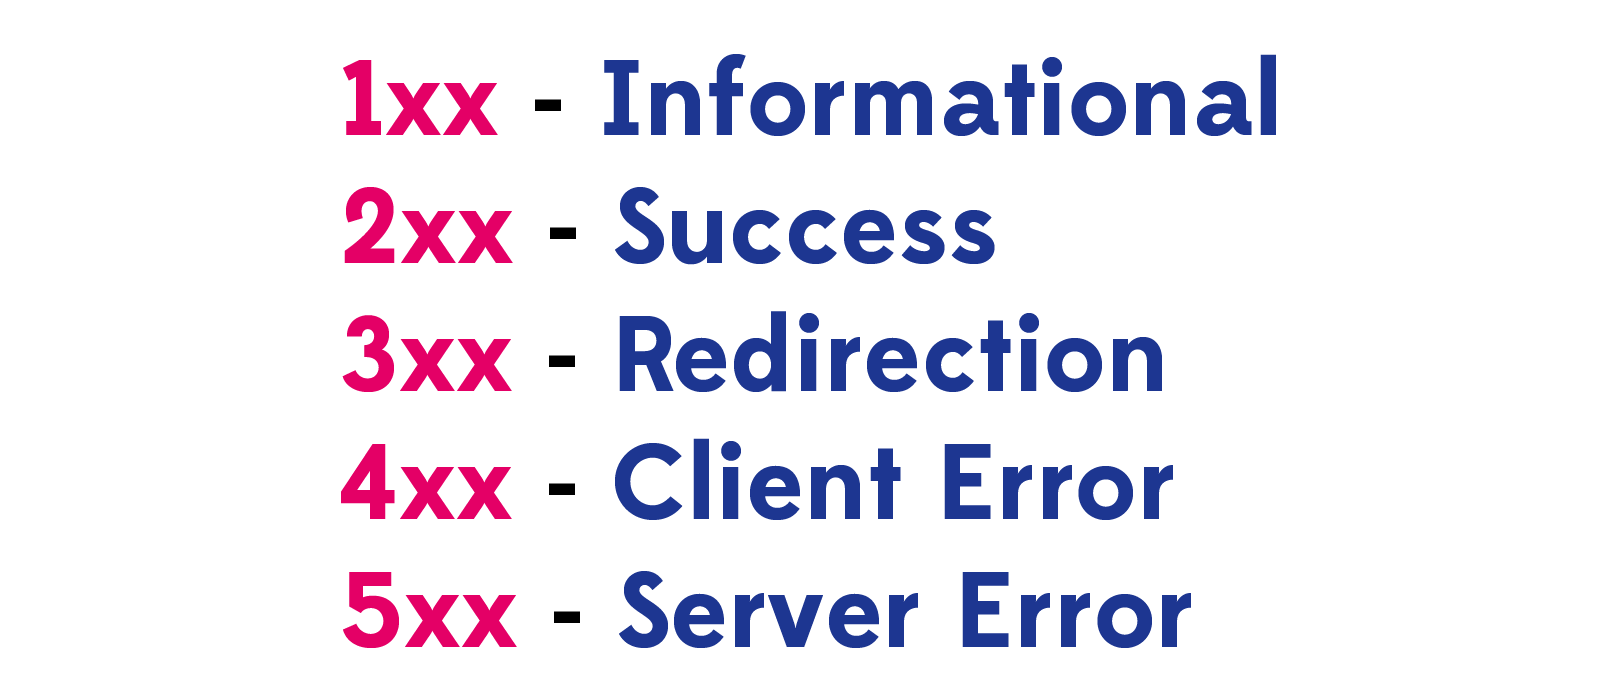 1xx - Informational
2xx - Success
3xx - Redirection
4xx - Client Error
5xx - Server Error